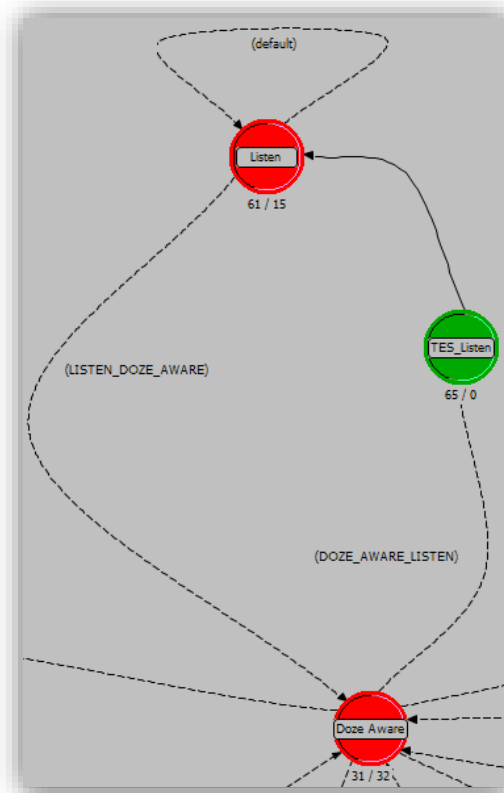 (default)
Listen
61 / 15
TES_Listen
65 / 0
(LISTEN_DOZE_AWARE)
(DOZE_AWARE_LISTEN)
Doze Aware
31 / 32